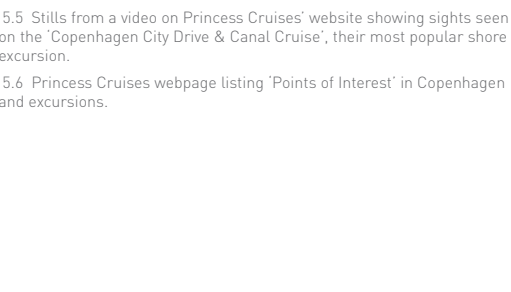 5.5 Stills from a video on Princess Cruises’ website showing sights seen
on the ‘Copenhagen City Drive & Canal Cruise’, their most popular shore
excursion.
5.6 Princess Cruises webpage listing ‘Points of Interest’ in Copenhagen
and excursions.